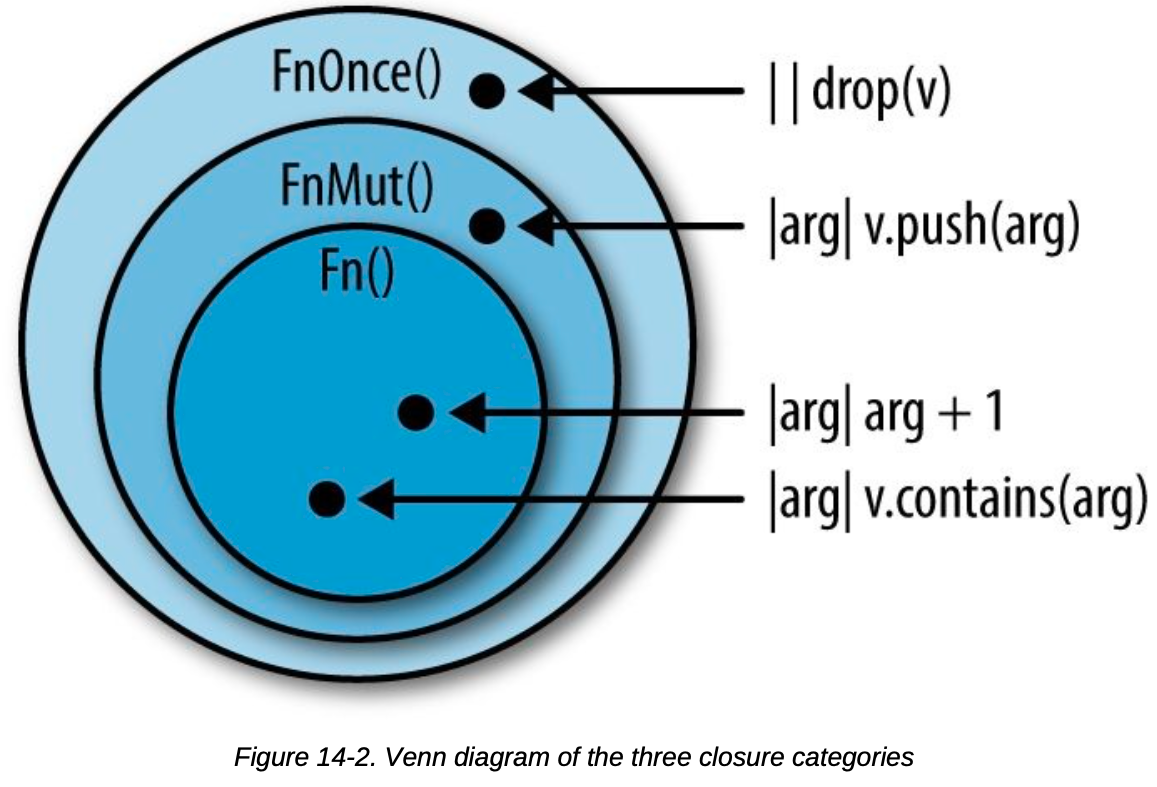 FnOnce()
|| drop(v)
FnMut()
|arg| v.push(arg)
Fn()
|arg| arg + 1
|arg| v.contains(arg)
Figure 14-2. Venn diagram of the three closure categories